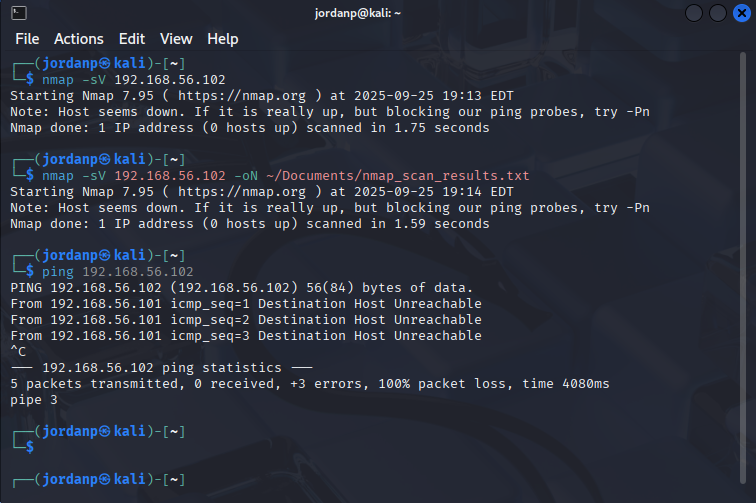 jordanp@kali: ~
File Actions Edit View Help
┌──(jordanp㉿kali)-[~]
└─$ nmap -sV 192.168.56.102
Starting Nmap 7.95 ( https://nmap.org ) at 2025-09-25 19:13 EDT
Note: Host seems down. If it is really up, but blocking our ping probes, try -Pn
Nmap done: 1 IP address (0 hosts up) scanned in 1.75 seconds
┌──(jordanp㉿kali)-[~]
└─$ nmap -sV 192.168.56.102 -oN ~/Documents/nmap_scan_results.txt
Starting Nmap 7.95 ( https://nmap.org ) at 2025-09-25 19:14 EDT
Note: Host seems down. If it is really up, but blocking our ping probes, try -Pn
Nmap done: 1 IP address (0 hosts up) scanned in 1.59 seconds
┌──(jordanp㉿kali)-[~]
└─$ ping 192.168.56.102
PING 192.168.56.102 (192.168.56.102) 56(84) bytes of data.
From 192.168.56.101 icmp_seq=1 Destination Host Unreachable
From 192.168.56.101 icmp_seq=2 Destination Host Unreachable
From 192.168.56.101 icmp_seq=3 Destination Host Unreachable
^C
--- 192.168.56.102 ping statistics ---
5 packets transmitted, 0 received, +3 errors, 100% packet loss, time 4080ms
pipe 3
┌──(jordanp㉿kali)-[~]
└─$
┌──(jordanp㉿kali)-[~]